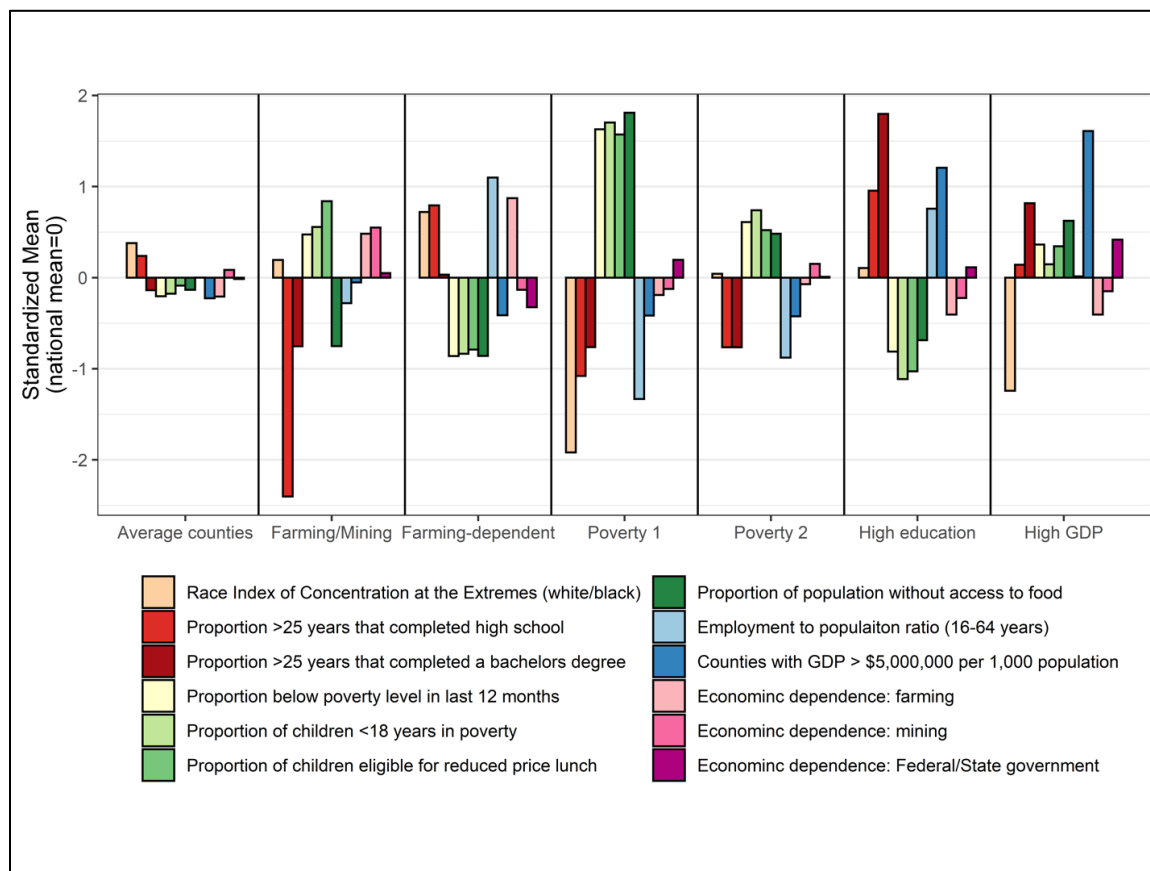 Standardized Mean
(national mean=0)
2
1
0
-1
-2
Average counties
Farming/Mining
Farming-dependent
Poverty 1
Poverty 2
High education
High GDP
Race Index of Concentration at the Extremes (white/black)
Proportion >25 years that completed high school
Proportion >25 years that completed a bachelors degree
Proportion below poverty level in last 12 months
Proportion of children <18 years in poverty
Proportion of children eligible for reduced price lunch
Proportion of population without access to food
Employment to populaiton ratio (16-64 years)
Counties with GDP > $5,000,000 per 1,000 population
Econominc dependence: farming
Econominc dependence: mining
Econominc dependence: Federal/State government